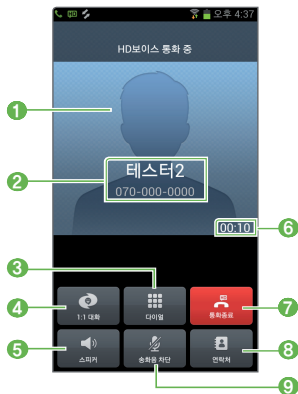 오후 4:37
HD보이스 통화 중
1
테스터2
2
070-000-0000
00:10
6
3
4
1:1 대화
다이얼
통화종료
7
5
스피커
송화음 차단
연락처
8
9